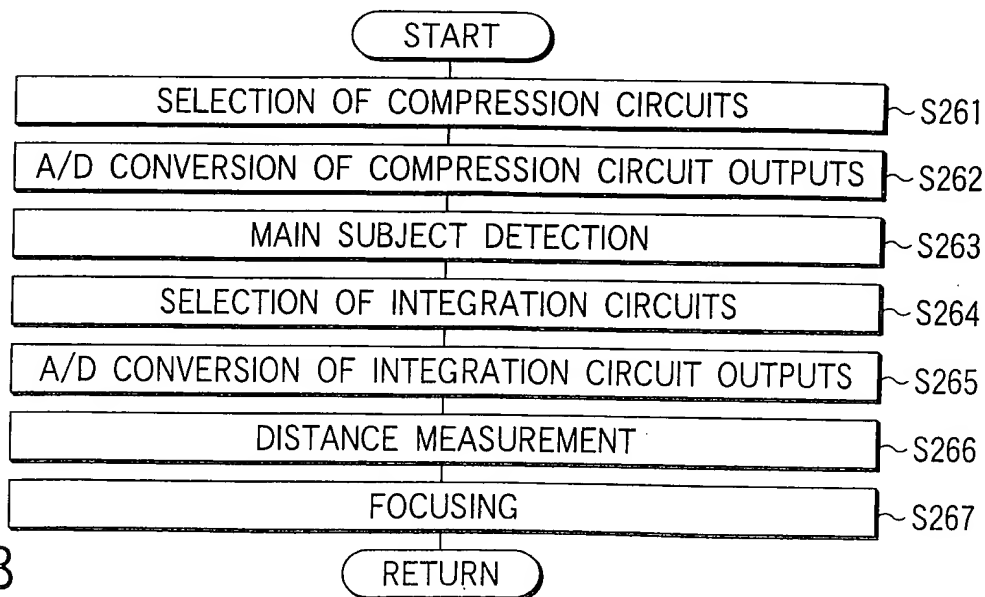 START
SELECTION OF COMPRESSION CIRCUITS ~S261
A/D CONVERSION OF COMPRESSION CIRCUIT OUTPUTS ~S262
MAIN SUBJECT DETECTION ~S263
SELECTION OF INTEGRATION CIRCUITS ~S264
A/D CONVERSION OF INTEGRATION CIRCUIT OUTPUTS ~S265
DISTANCE MEASUREMENT ~S266
FOCUSING ~S267
RETURN